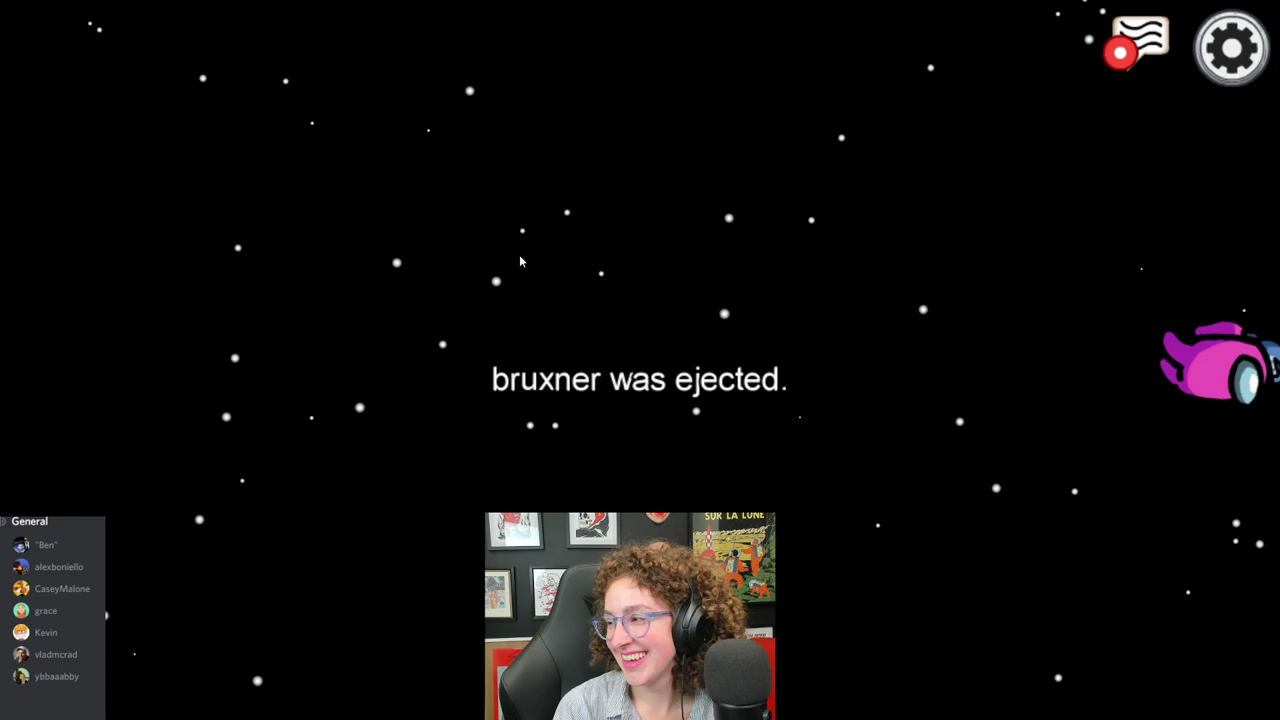 bruxner was ejected.
General
"Ben"
alexboniello
CaseyMalone
grace
Kevin
vladmcrad
ybbaaabby
SUR LA LUNE